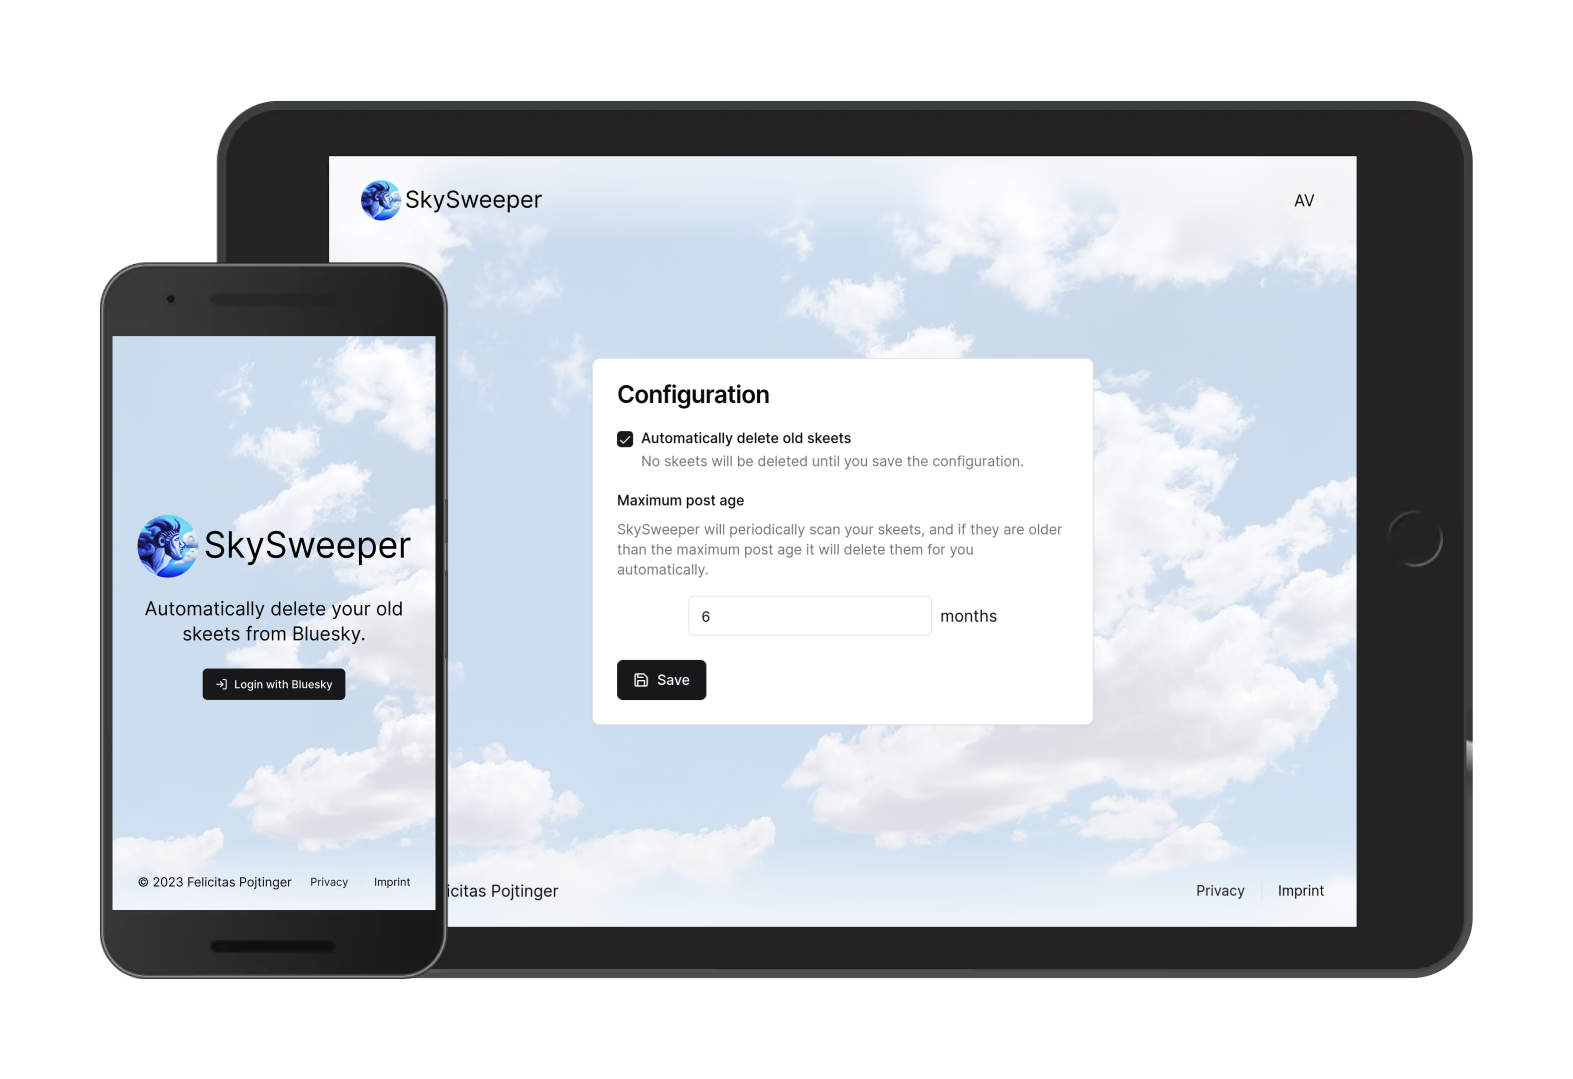 SkySweeper
AV
Configuration
Automatically delete old skeets
No skeets will be deleted until you save the configuration.
Maximum post age
SkySweeper will periodically scan your skeets, and if they are older
than the maximum post age it will delete them for you
automatically.
6 months
Save
icitas Pojtinger
Privacy
Imprint
SkySweeper
Automatically delete your old
skeets from Bluesky.
Login with Bluesky
© 2023 Felicitas Pojtinger
Privacy
Imprint